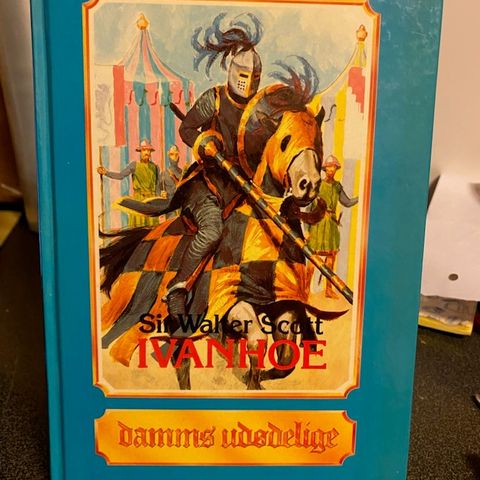 Sir Walter Scott
IVANHOE
damms udødelige